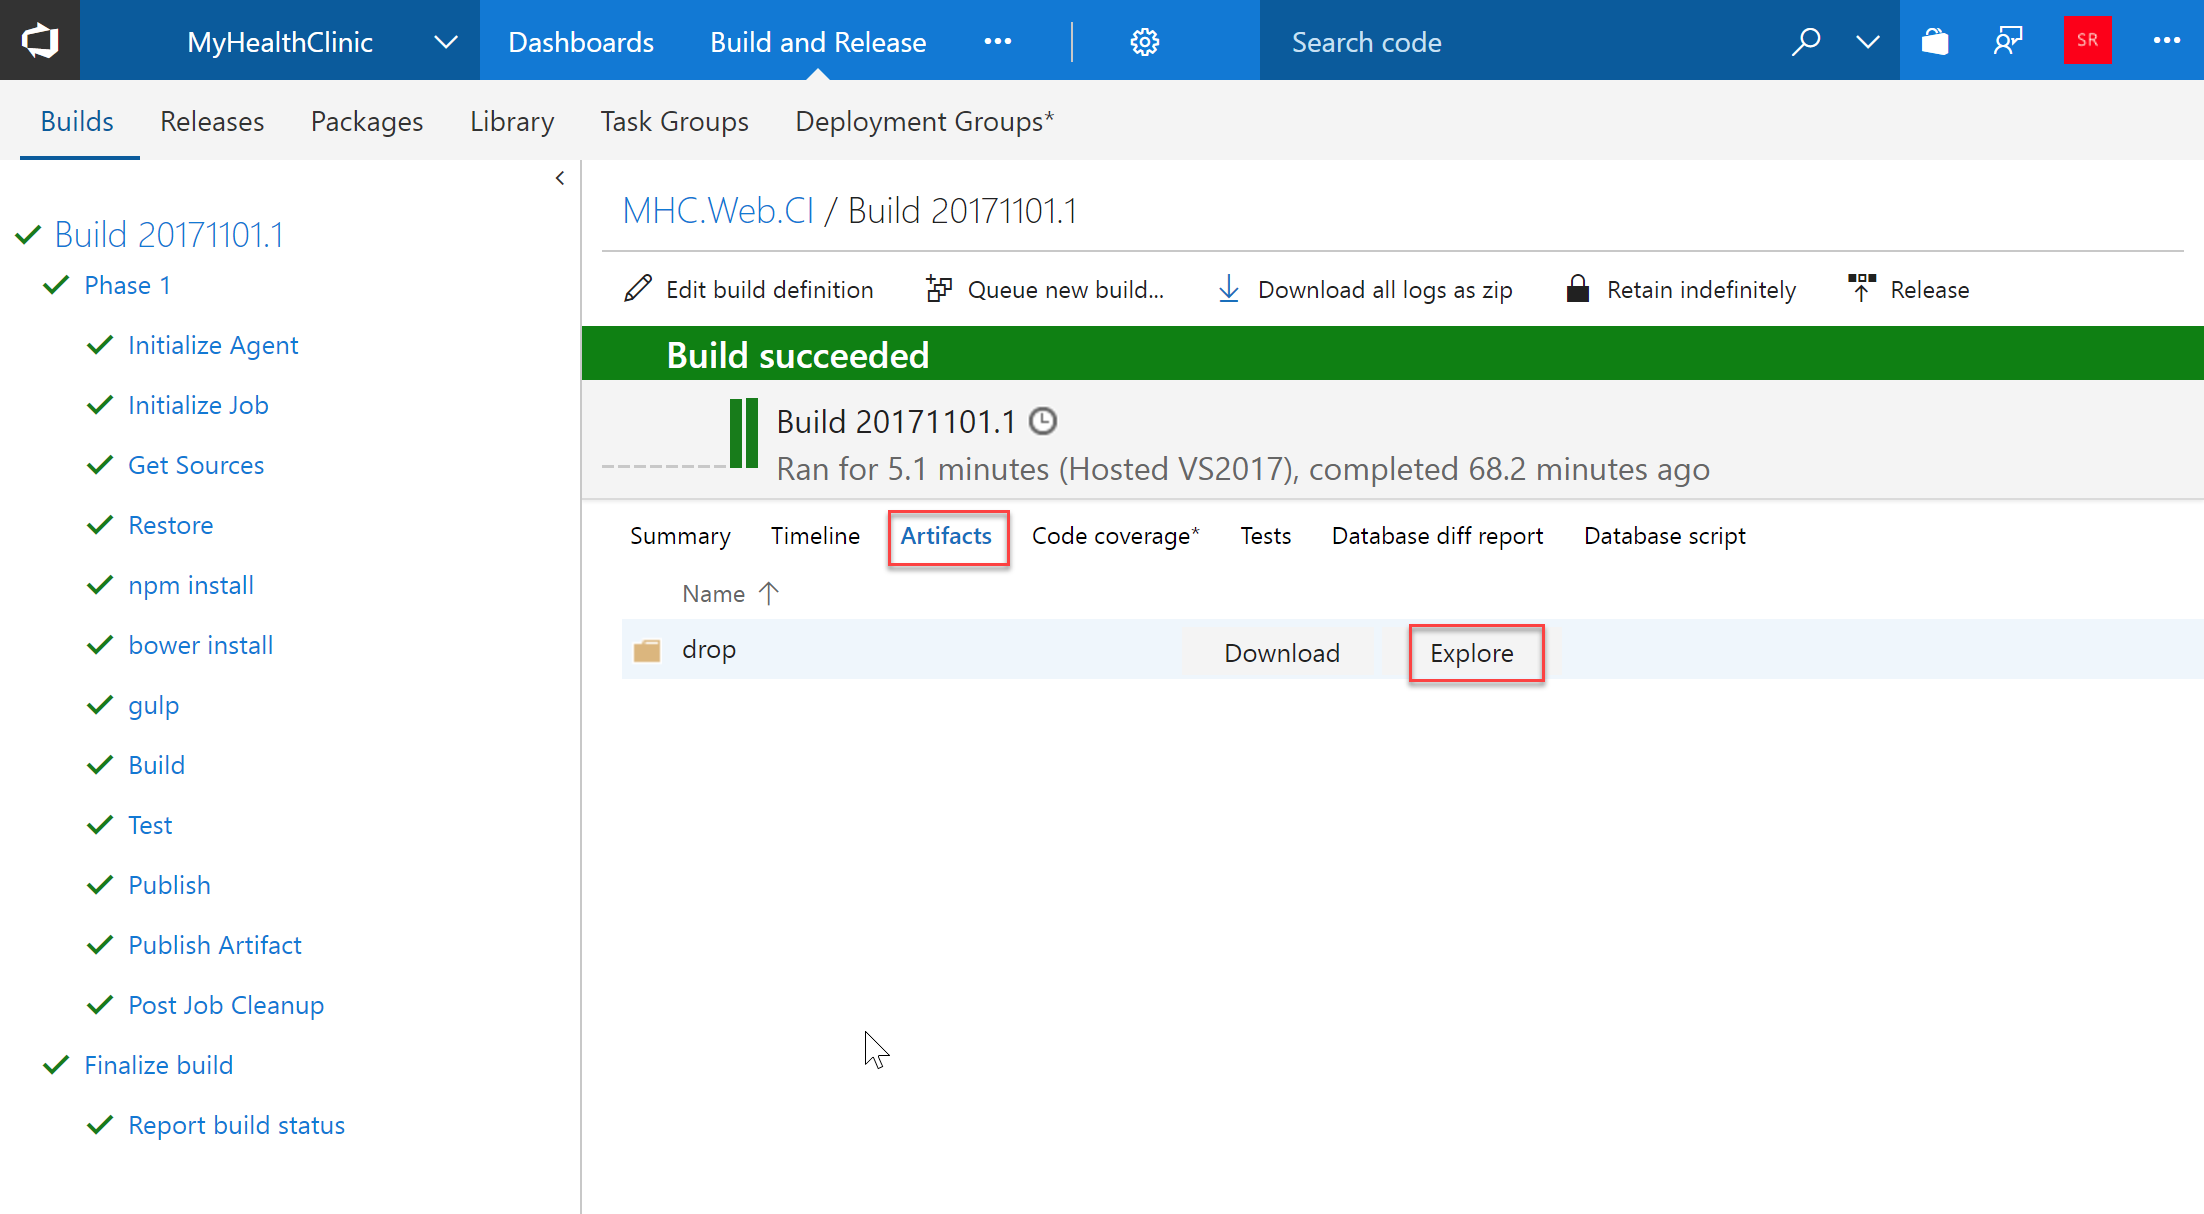 MyHealthClinic Dashboards Build and Release ••• Search code SR •••
Builds Releases Packages Library Task Groups Deployment Groups*
Build 20171101.1
Phase 1
Initialize Agent
Initialize Job
Get Sources
Restore
npm install
bower install
gulp
Build
Test
Publish
Publish Artifact
Post Job Cleanup
Finalize build
Report build status
MHC.Web.CI / Build 20171101.1
Edit build definition Queue new build... Download all logs as zip Retain indefinitely Release
Build succeeded
Build 20171101.1
Ran for 5.1 minutes (Hosted VS2017), completed 68.2 minutes ago
Summary Timeline Artifacts Code coverage* Tests Database diff report Database script
Name
drop Download Explore